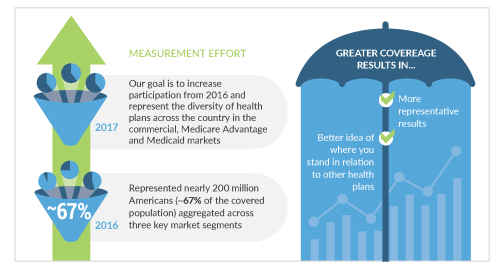 MEASUREMENT EFFORT
Our goal is to increase
participation from 2016 and
represent the diversity of health
plans across the country in the
commercial, Medicare Advantage
and Medicaid markets
2017
Represented nearly 200 million
Americans (~67% of the covered
population) aggregated across
three key market segments
~67%
2016
GREATER COVEREAGE
RESULTS IN...
More
representative
results
Better idea of
where you
stand in relation
to other health
plans